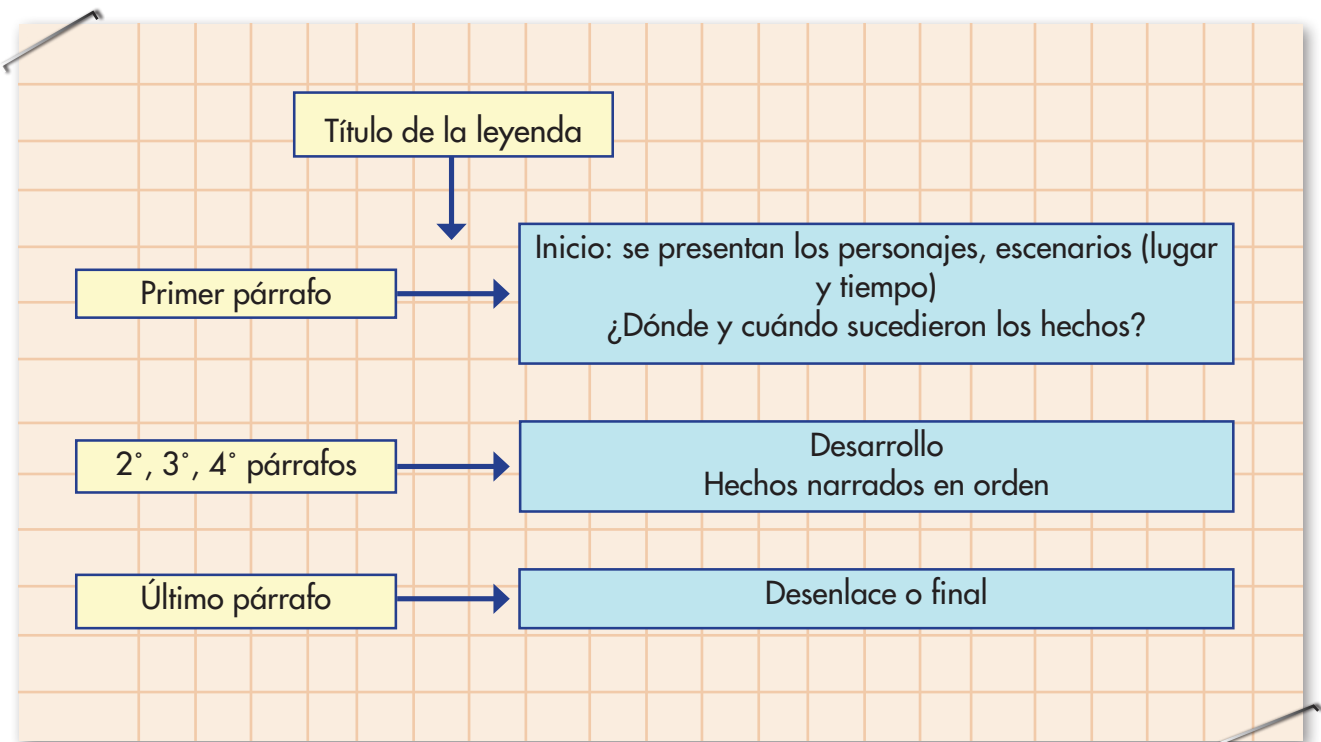 Título de la leyenda
Primer párrafo
Inicio: se presentan los personajes, escenarios (lugar
y tiempo)
¿Dónde y cuándo sucedieron los hechos?
2°, 3°, 4° párrafos
Desarrollo
Hechos narrados en orden
Último párrafo
Desenlace o final